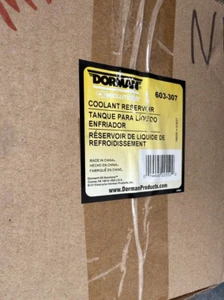 DORMAN
603-307
COOLANT RESERVOIR
TANQUE PARA
ENFRIADOR
RÉSERVOIR DE LIQUIDE DE
REFROIDISSEMENT
MADE IN CHINA
HECHO EN CHINA
FABRIQUÉ EN CHINE
www.DormanProducts.com
N